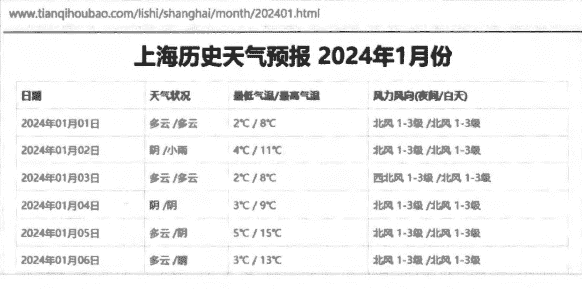 www.tianqihoubao.com/lishi/shanghai/month/202401.html
上海历史天气预报 2024年1月份
日期 天气状况 最低气温/最高气温 风力风向(夜间/白天)
2024年01月01日 多云 /多云 2℃ / 8℃ 北风 1-3级 /北风 1-3级
2024年01月02日 阴 /小雨 4℃ / 11℃ 北风 1-3级 /北风 1-3级
2024年01月03日 多云 /多云 2℃ / 8℃ 西北风 1-3级 /北风 1-3级
2024年01月04日 阴 /阴 3℃ / 9℃ 北风 1-3级 /北风 1-3级
2024年01月05日 多云 /阴 5℃ / 15℃ 北风 1-3级 /北风 1-3级
2024年01月06日 多云 /晴 3℃ / 13℃ 北风 1-3级 /北风 1-3级